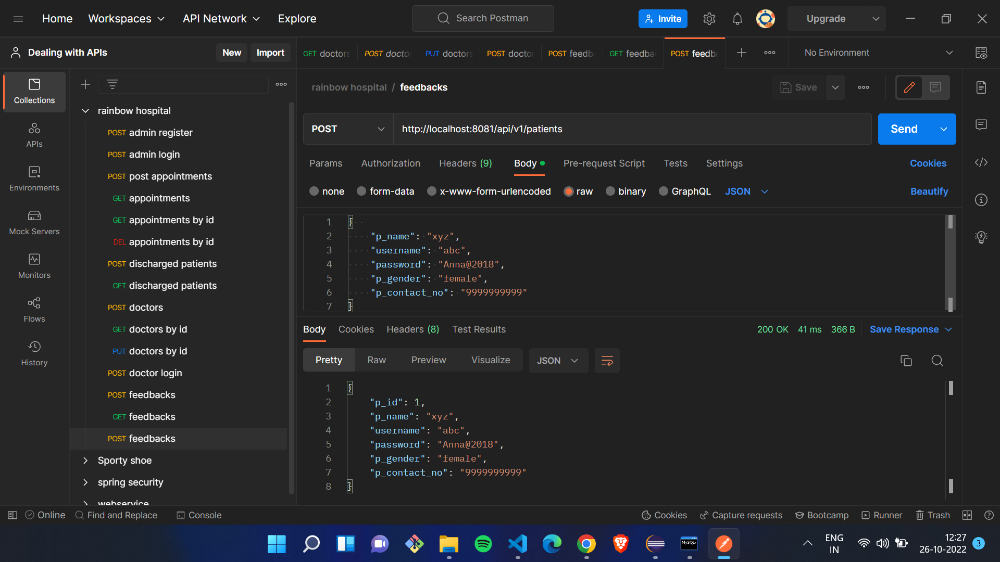 Home
Workspaces
API Network
Explore
Search Postman
Invite
Upgrade
Dealing with APIs
New
Import
GET doctors
POST doctor
PUT doctors
POST doctor
POST feedba
GET feedbac
POST feedba
No Environment
Collections
APIs
Environments
Mock Servers
Monitors
Flows
History
rainbow hospital
POST admin register
POST admin login
POST post appointments
GET appointments
GET appointments by id
DEL appointments by id
POST discharged patients
GET discharged patients
POST doctors
GET doctors by id
PUT doctors by id
POST doctor login
POST feedbacks
GET feedbacks
POST feedbacks
Sporty shoe
spring security
webservice
rainbow hospital / feedbacks
Save
POST
http://localhost:8081/api/v1/patients
Send
Params
Authorization
Headers (9)
Body
Pre-request Script
Tests
Settings
Cookies
none
form-data
x-www-form-urlencoded
raw
binary
GraphQL
JSON
Beautify
1 {
2 "p_name": "xyz",
3 "username": "abc",
4 "password": "Anna@2018",
5 "p_gender": "female",
6 "p_contact_no": "9999999999"
7 }
Body
Cookies
Headers (8)
Test Results
200 OK
41 ms
366 B
Save Response
Pretty
Raw
Preview
Visualize
JSON
1 {
2 "p_id": 1,
3 "p_name": "xyz",
4 "username": "abc",
5 "password": "Anna@2018",
6 "p_gender": "female",
7 "p_contact_no": "9999999999"
8 }
Online
Find and Replace
Console
Cookies
Capture requests
Bootcamp
Runner
Trash
MySQL>
ENG
IN
12:27
26-10-2022
3